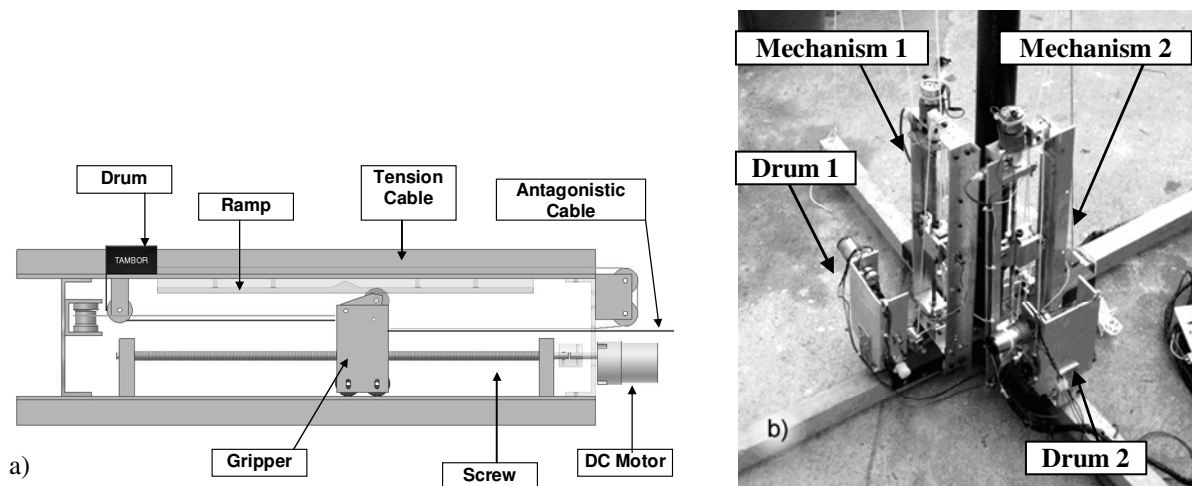 Drum
TAMBOR
Ramp
Tension
Cable
Antagonistic
Cable
Gripper
Screw
DC Motor
a)
Mechanism 1
Mechanism 2
Drum 1
Drum 2
b)